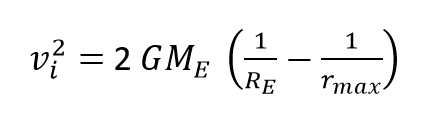 v_i^2 = 2 GM_E (1/R_E − 1/r_max)